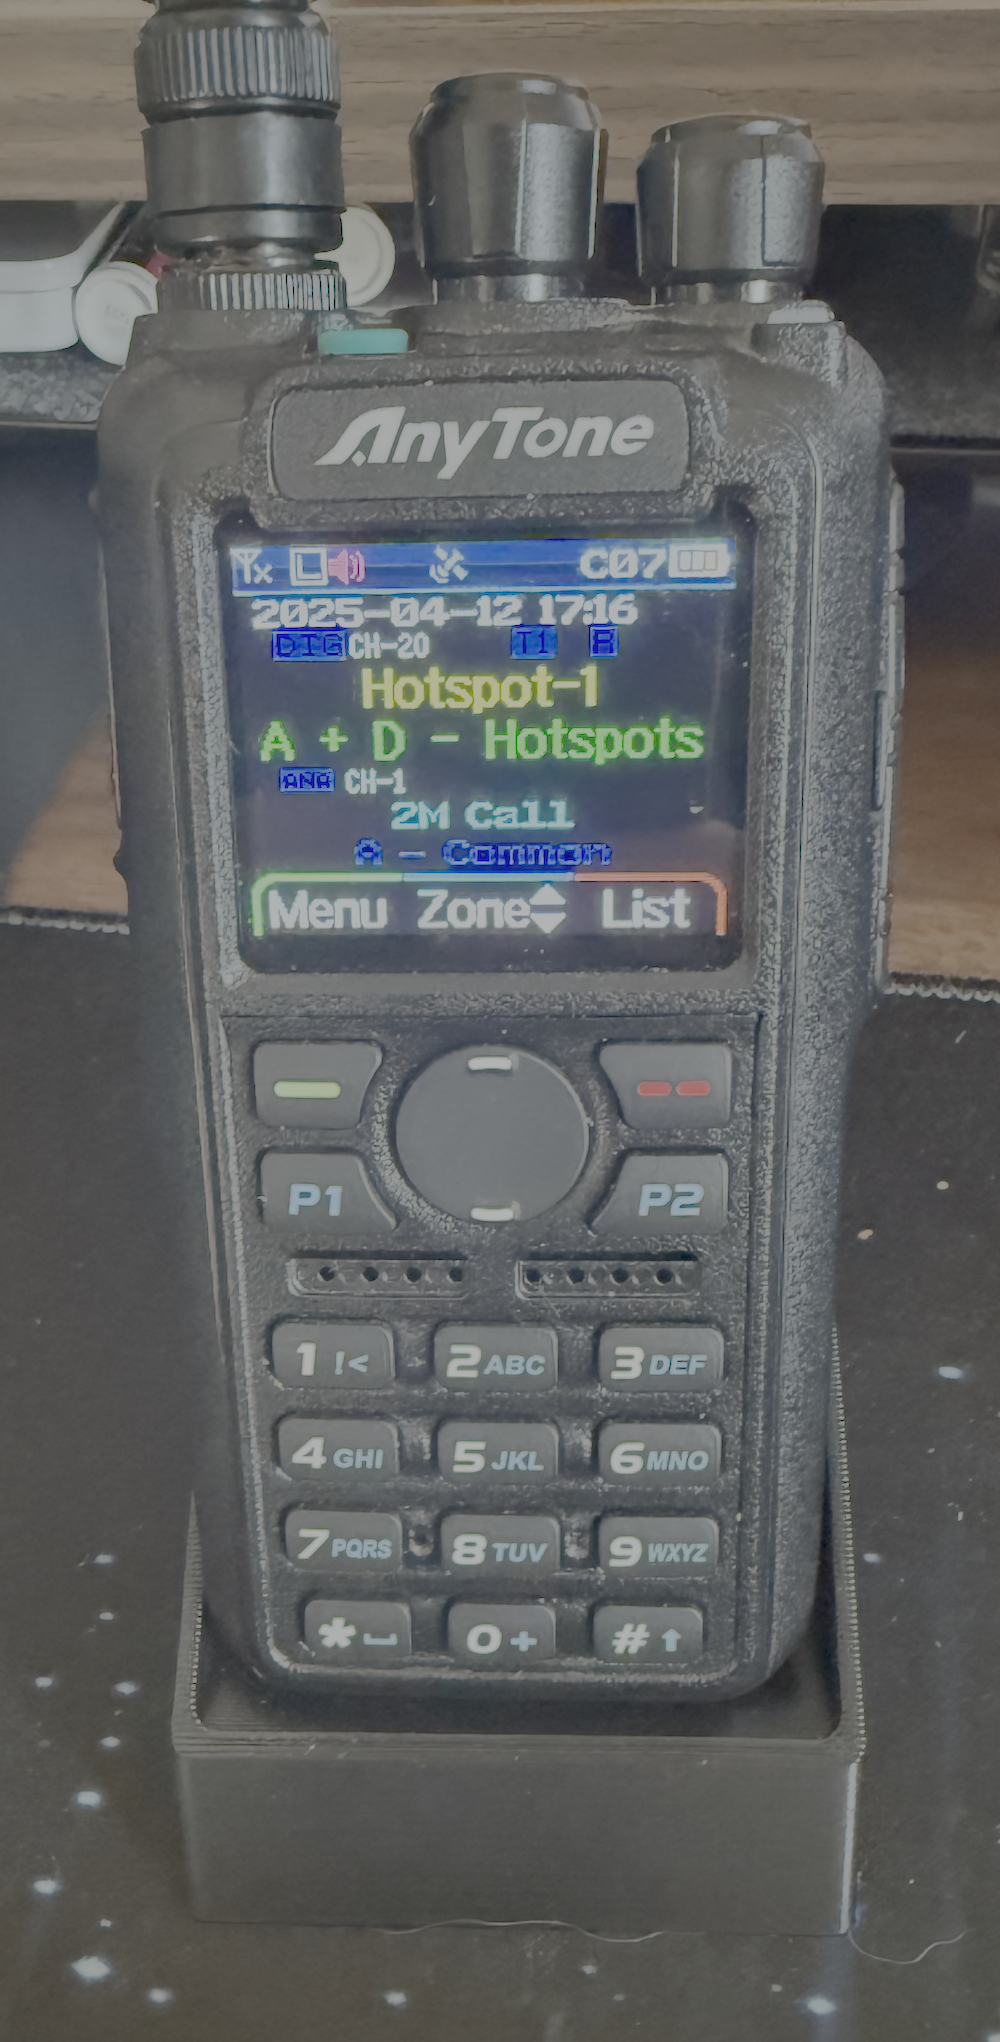 AnyTone
L C07
2025-04-12 17:16
DIG CH-20 T1 R
Hotspot-1
A + D - Hotspots
ANA CH-1
2M Call
A - Common
Menu Zone List
P1 P2
1 !< 2 ABC 3 DEF
4 GHI 5 JKL 6 MNO
7 PQRS 8 TUV 9 WXYZ
* 0 + #